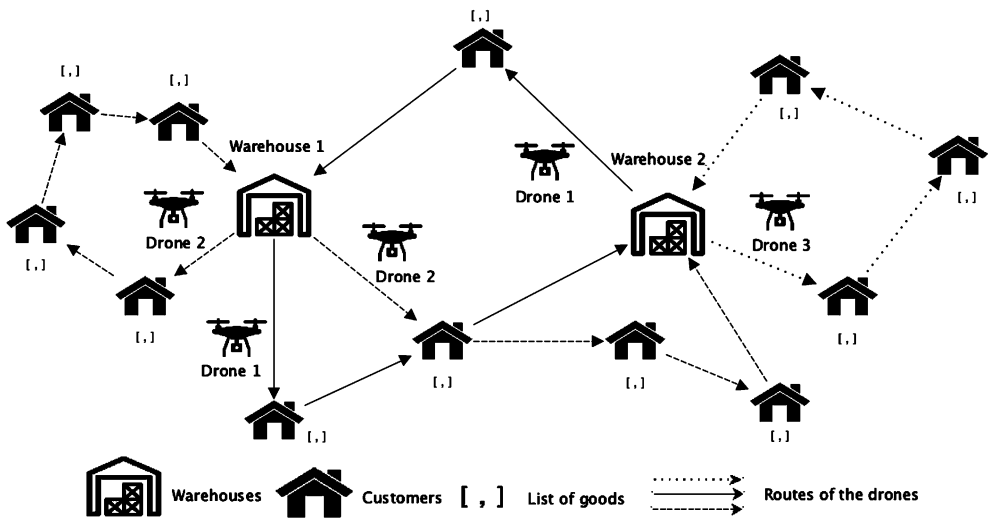 [,]
[,]
[,]
Warehouse 1
Warehouse 2
[,]
Drone 1
[,]
Drone 2
Drone 2
Drone 3
[,]
[,]
[,]
Drone 1
[,]
[,]
[,]
[,]
[,]
Warehouses
Customers
[,]
List of goods
Routes of the drones